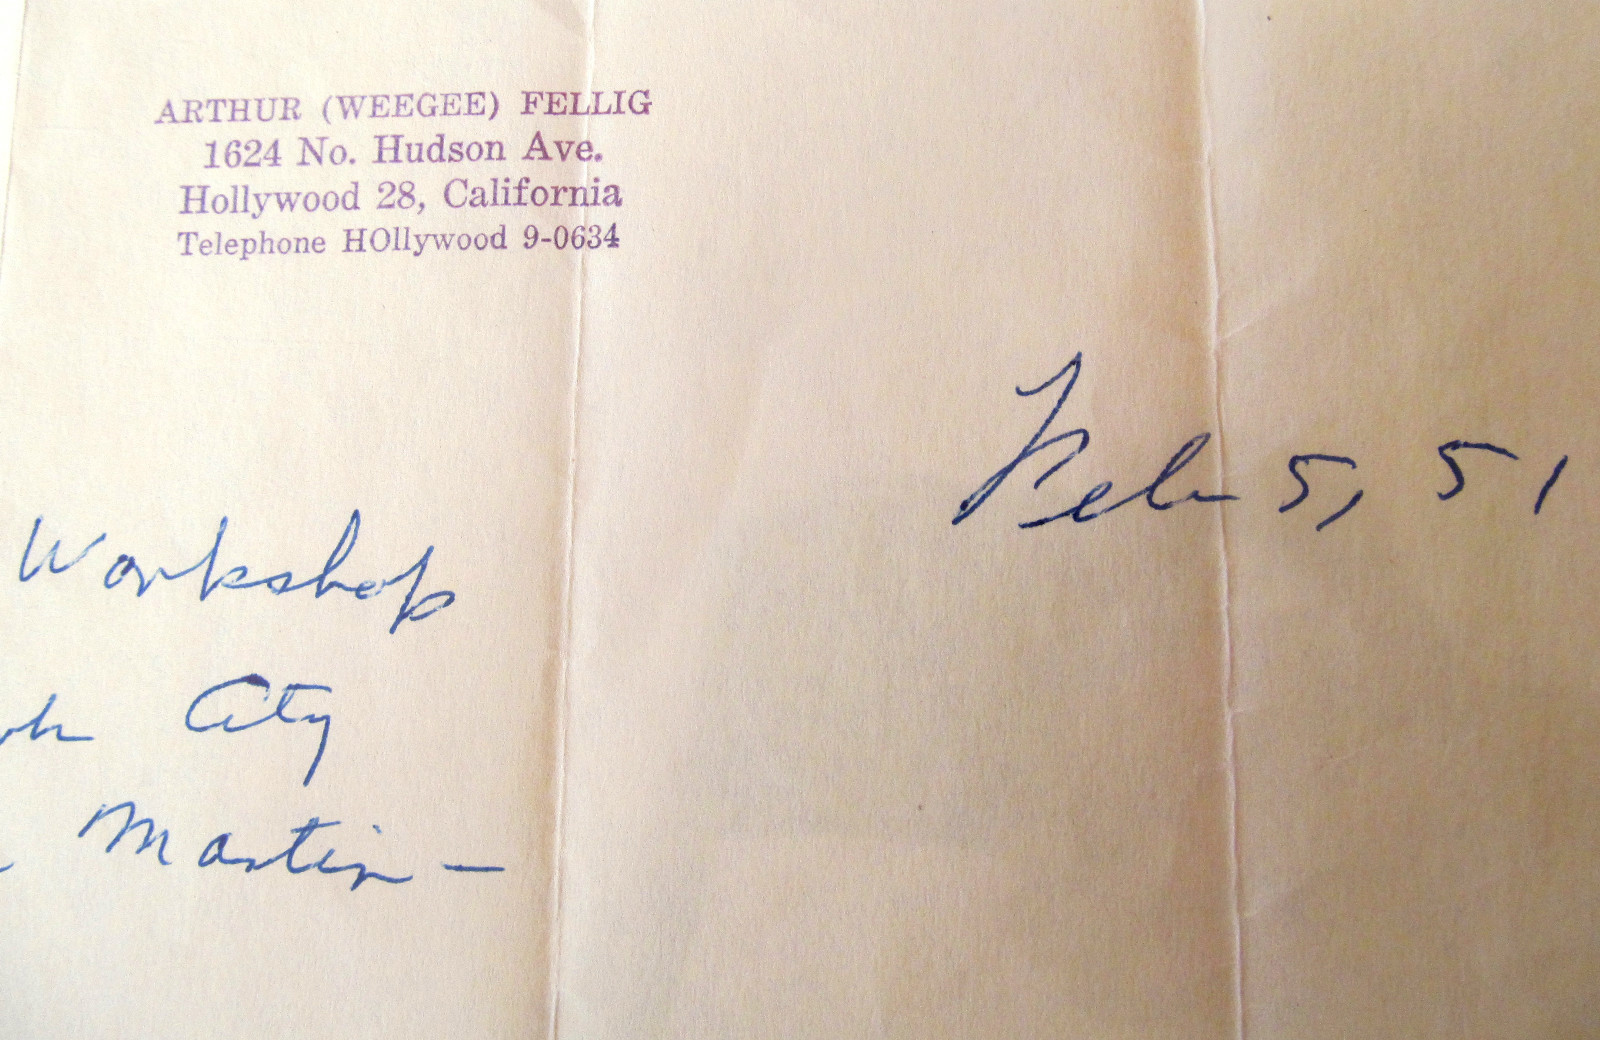 ARTHUR (WEEGEE) FELLIG
1624 No. Hudson Ave.
Hollywood 28, California
Telephone HOllywood 9-0634
Feb 5, 51
Workshop
City
Martin —